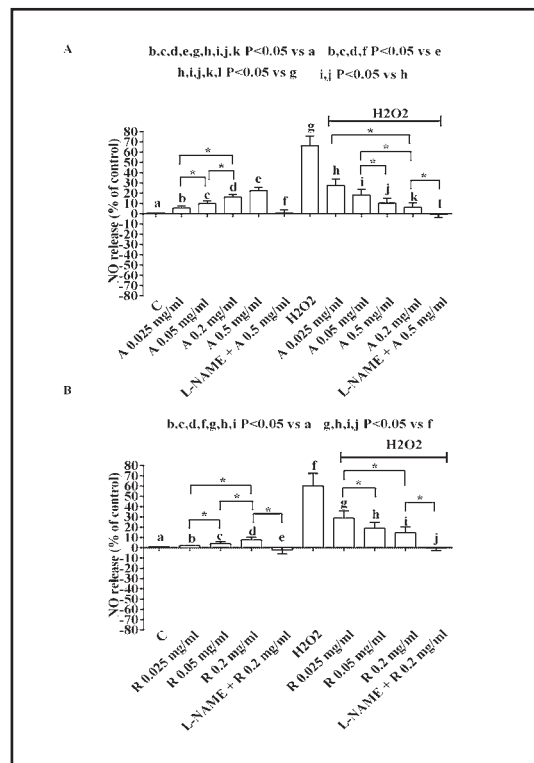 A
b,c,d,e,g,h,i,j,k P<0.05 vs a   b,c,d,f P<0.05 vs e
h,i,j,k,l P<0.05 vs g   i,j P<0.05 vs h
H2O2
NO release (% of control)
80
70
60
50
40
30
20
10
0
-10
-20
-30
-40
-50
-60
-70
-80
a b c d e f g h i j k l
* * * * * * *
C
A 0.025 mg/ml
A 0.05 mg/ml
A 0.2 mg/ml
A 0.5 mg/ml
L-NAME + A 0.5 mg/ml
H2O2
A 0.025 mg/ml
A 0.05 mg/ml
A 0.5 mg/ml
A 0.2 mg/ml
L-NAME + A 0.5 mg/ml
B
b,c,d,f,g,h,i P<0.05 vs a   g,h,i,j P<0.05 vs f
H2O2
NO release (% of control)
80
70
60
50
40
30
20
10
0
-10
-20
-30
-40
-50
-60
-70
-80
a b c d e f g h i j
* * * * * * *
C
R 0.025 mg/ml
R 0.05 mg/ml
R 0.2 mg/ml
L-NAME + R 0.2 mg/ml
H2O2
R 0.025 mg/ml
R 0.05 mg/ml
R 0.2 mg/ml
L-NAME + R 0.2 mg/ml